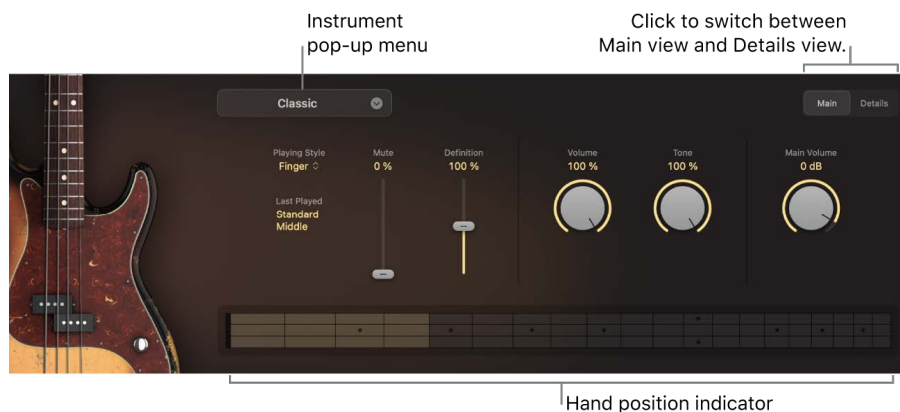 Instrument
pop-up menu
Click to switch between
Main view and Details view.
Classic
Main Details
Playing Style
Finger
Mute
0 %
Definition
100 %
Volume
100 %
Tone
100 %
Main Volume
0 dB
Last Played
Standard
Middle
Hand position indicator